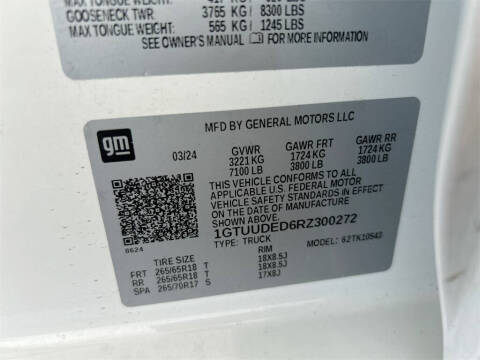 GOOSENECK TWR 3765 KG / 8300 LBS
MAX TONGUE WEIGHT: 565 KG / 1245 LBS
SEE OWNER'S MANUAL FOR MORE INFORMATION
gm
MFD BY GENERAL MOTORS LLC
03/24 GVWR GAWR FRT GAWR RR
3221 KG 1724 KG 1724 KG
7100 LB 3800 LB 3800 LB
THIS VEHICLE CONFORMS TO ALL
APPLICABLE U.S. FEDERAL MOTOR
VEHICLE SAFETY STANDARDS IN EFFECT
ON THE DATE OF MANUFACTURE
SHOWN ABOVE.
1GTUUDED6RZ300272
8624 TYPE: TRUCK MODEL: 62TK10543
TIRE SIZE RIM
FRT 265/65R18 T 18X8.5J
RR 265/65R18 T 18X8.5J
SPA 265/70R17 S 17X8J